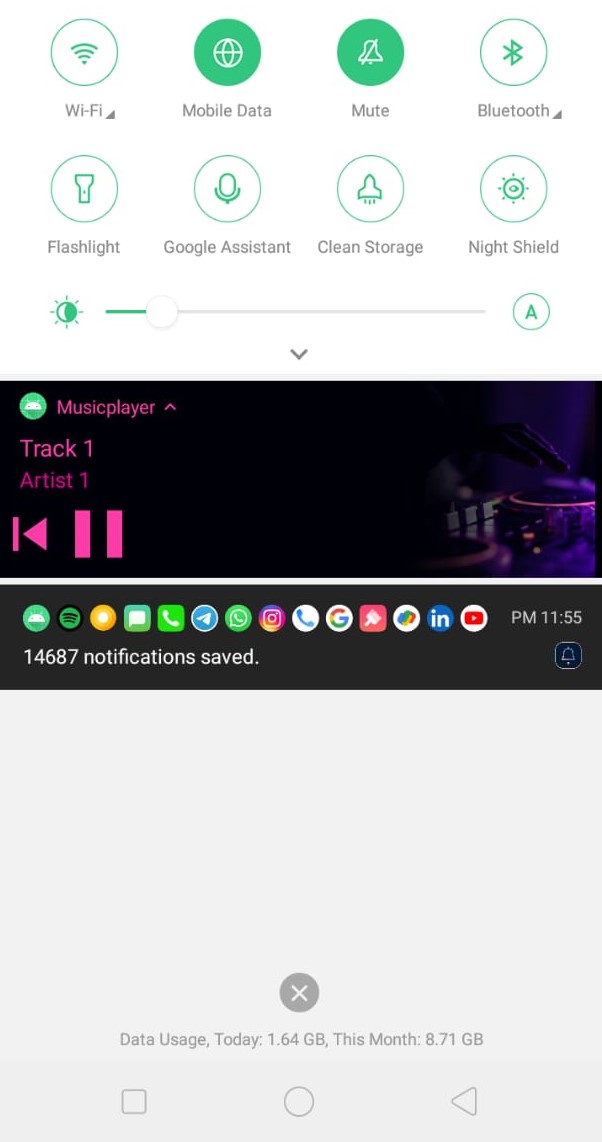 Wi-Fi Mobile Data Mute Bluetooth
Flashlight Google Assistant Clean Storage Night Shield
A
Musicplayer
Track 1
Artist 1
PM 11:55
14687 notifications saved.
Data Usage, Today: 1.64 GB, This Month: 8.71 GB